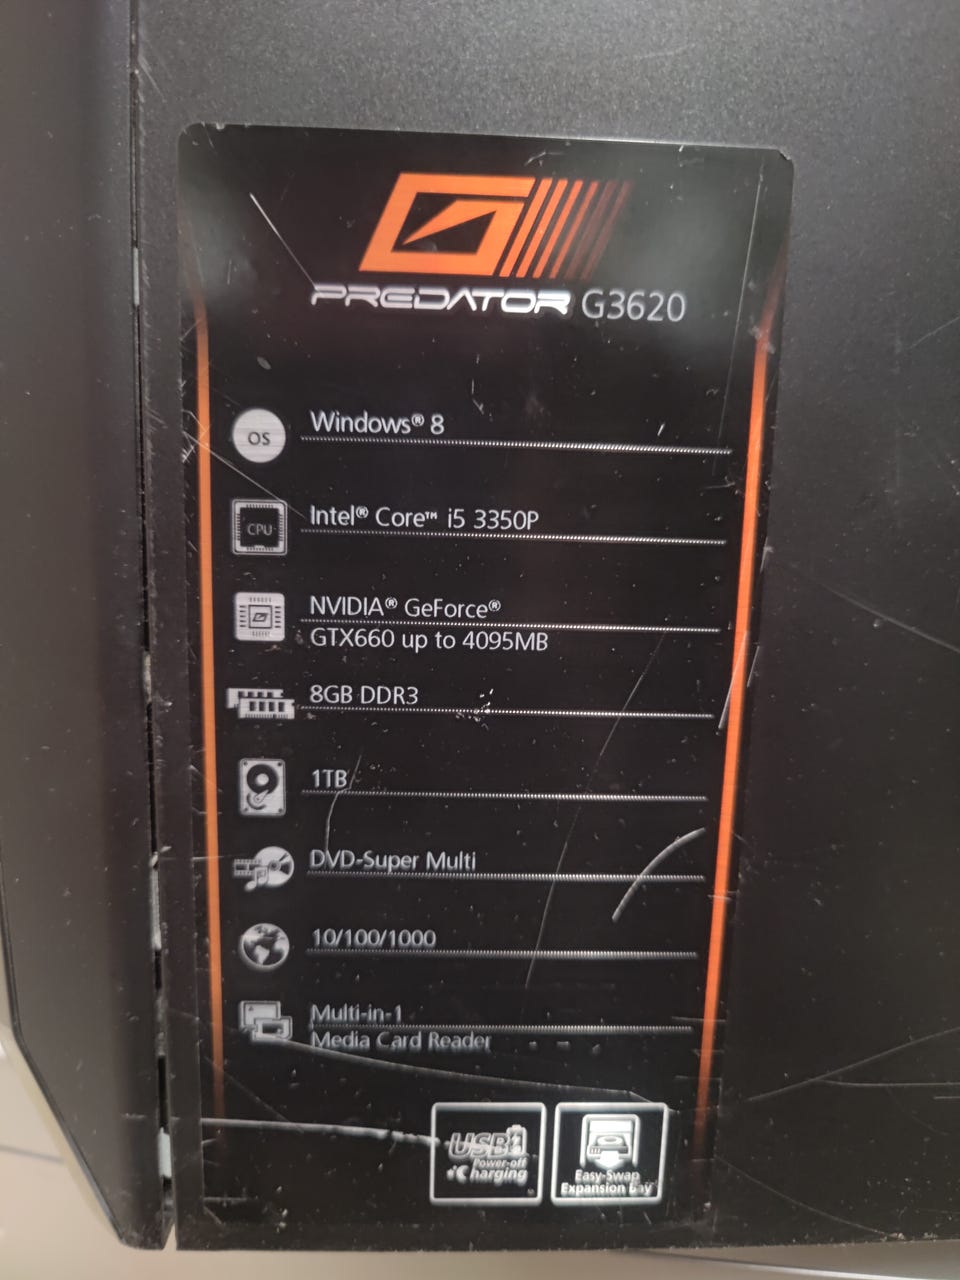 PREDATOR G3620
OS
Windows® 8
CPU
Intel® Core™ i5 3350P
NVIDIA® GeForce®
GTX660 up to 4095MB
8GB DDR3
1TB
DVD-Super Multi
10/100/1000
Multi-in-1
Media Card Reader
USB
Power-off
Charging
Easy-Swap
Expansion Bay